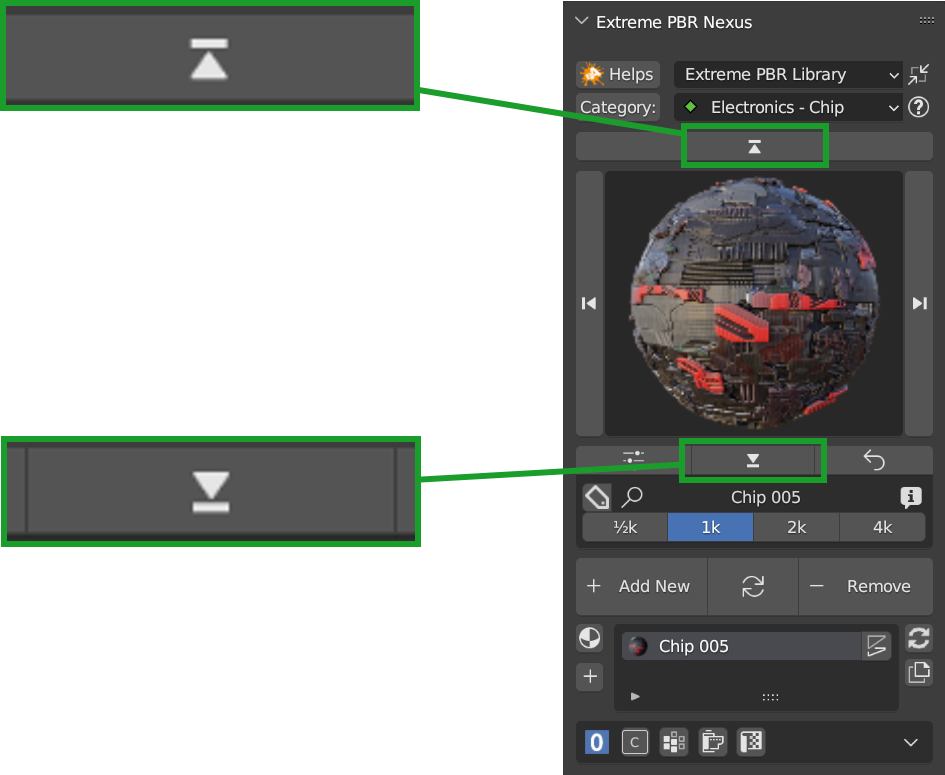 Extreme PBR Nexus
Helps Extreme PBR Library
Category: Electronics - Chip
Chip 005
½k 1k 2k 4k
+ Add New − Remove
Chip 005
0 C